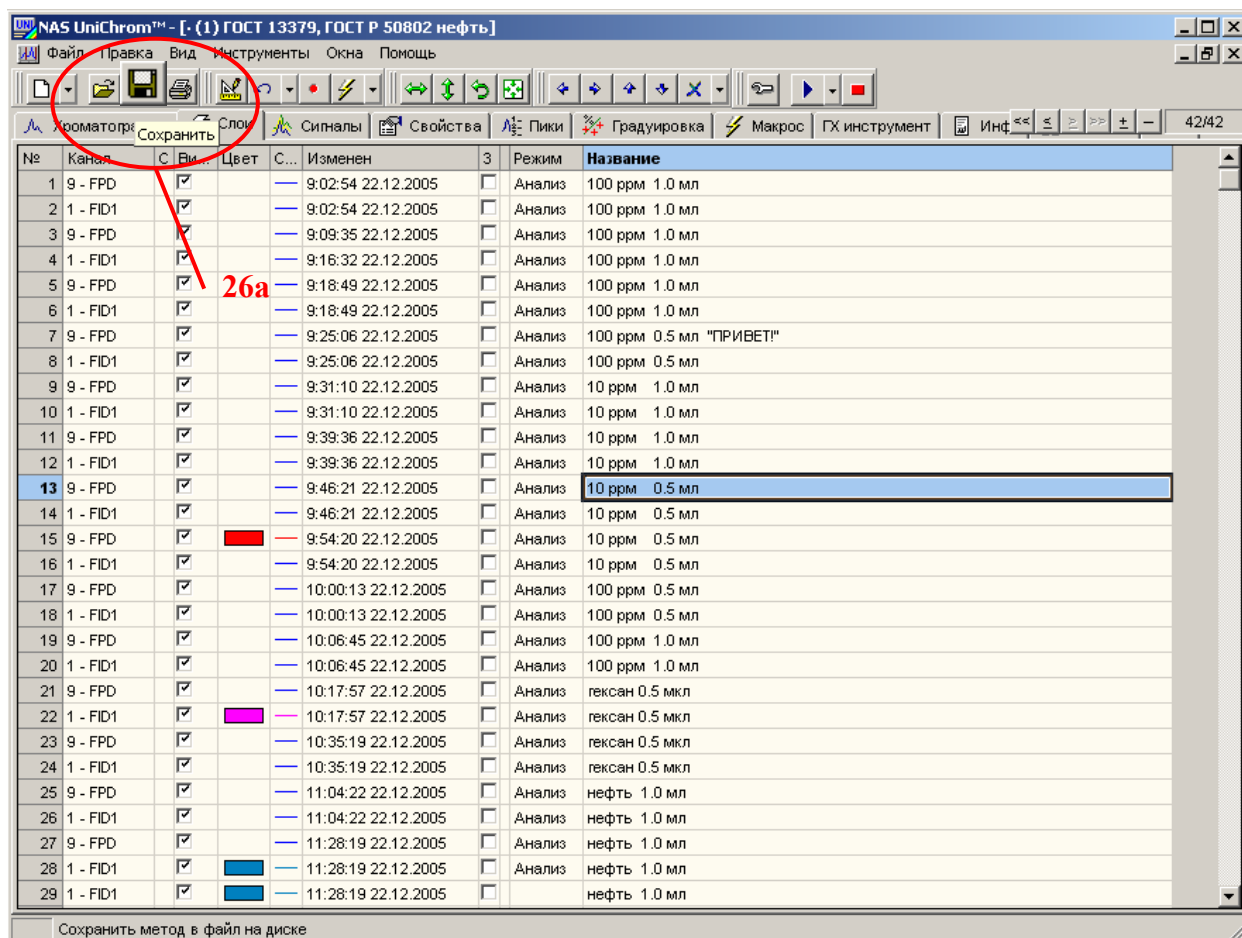 NAS UniChrom™ - [· (1) ГОСТ 13379, ГОСТ Р 50802 нефть]
Файл Правка Вид Инструменты Окна Помощь
Слои Сигналы Свойства Пики Градуировка Макрос ГХ инструмент << ≤ ≥ >> ± − 42/42
Сохранить
№ Канал С Ви... Цвет С... Изменен З Режим Название
1 9 - FPD 9:02:54 22.12.2005 Анализ 100 ррм 1.0 мл
2 1 - FID1 9:02:54 22.12.2005 Анализ 100 ррм 1.0 мл
3 9 - FPD 9:09:35 22.12.2005 Анализ 100 ррм 1.0 мл
4 1 - FID1 9:16:32 22.12.2005 Анализ 100 ррм 1.0 мл
5 9 - FPD 9:18:49 22.12.2005 Анализ 100 ррм 1.0 мл
26а
6 1 - FID1 9:18:49 22.12.2005 Анализ 100 ррм 1.0 мл
7 9 - FPD 9:25:06 22.12.2005 Анализ 100 ррм 0.5 мл "ПРИВЕТ!"
8 1 - FID1 9:25:06 22.12.2005 Анализ 100 ррм 0.5 мл
9 9 - FPD 9:31:10 22.12.2005 Анализ 10 ррм 1.0 мл
10 1 - FID1 9:31:10 22.12.2005 Анализ 10 ррм 1.0 мл
11 9 - FPD 9:39:36 22.12.2005 Анализ 10 ррм 1.0 мл
12 1 - FID1 9:39:36 22.12.2005 Анализ 10 ррм 1.0 мл
13 9 - FPD 9:46:21 22.12.2005 Анализ 10 ррм 0.5 мл
14 1 - FID1 9:46:21 22.12.2005 Анализ 10 ррм 0.5 мл
15 9 - FPD 9:54:20 22.12.2005 Анализ 10 ррм 0.5 мл
16 1 - FID1 9:54:20 22.12.2005 Анализ 10 ррм 0.5 мл
17 9 - FPD 10:00:13 22.12.2005 Анализ 100 ррм 0.5 мл
18 1 - FID1 10:00:13 22.12.2005 Анализ 100 ррм 0.5 мл
19 9 - FPD 10:06:45 22.12.2005 Анализ 100 ррм 1.0 мл
20 1 - FID1 10:06:45 22.12.2005 Анализ 100 ррм 1.0 мл
21 9 - FPD 10:17:57 22.12.2005 Анализ гексан 0.5 мкл
22 1 - FID1 10:17:57 22.12.2005 Анализ гексан 0.5 мкл
23 9 - FPD 10:35:19 22.12.2005 Анализ гексан 0.5 мкл
24 1 - FID1 10:35:19 22.12.2005 Анализ гексан 0.5 мкл
25 9 - FPD 11:04:22 22.12.2005 Анализ нефть 1.0 мл
26 1 - FID1 11:04:22 22.12.2005 Анализ нефть 1.0 мл
27 9 - FPD 11:28:19 22.12.2005 Анализ нефть 1.0 мл
28 1 - FID1 11:28:19 22.12.2005 Анализ нефть 1.0 мл
29 1 - FID1 11:28:19 22.12.2005 нефть 1.0 мл
Сохранить метод в файл на диске